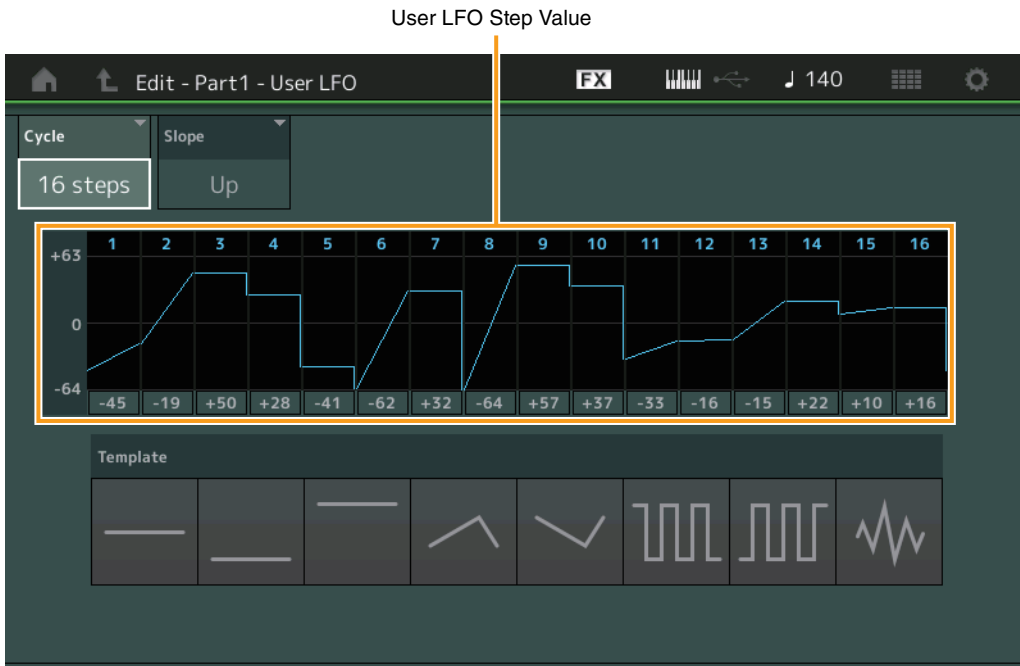 User LFO Step Value
Edit - Part1 - User LFO FX 140
Cycle Slope
16 steps Up
1 2 3 4 5 6 7 8 9 10 11 12 13 14 15 16
+63
0
-64
-45 -19 +50 +28 -41 -62 +32 -64 +57 +37 -33 -16 -15 +22 +10 +16
Template